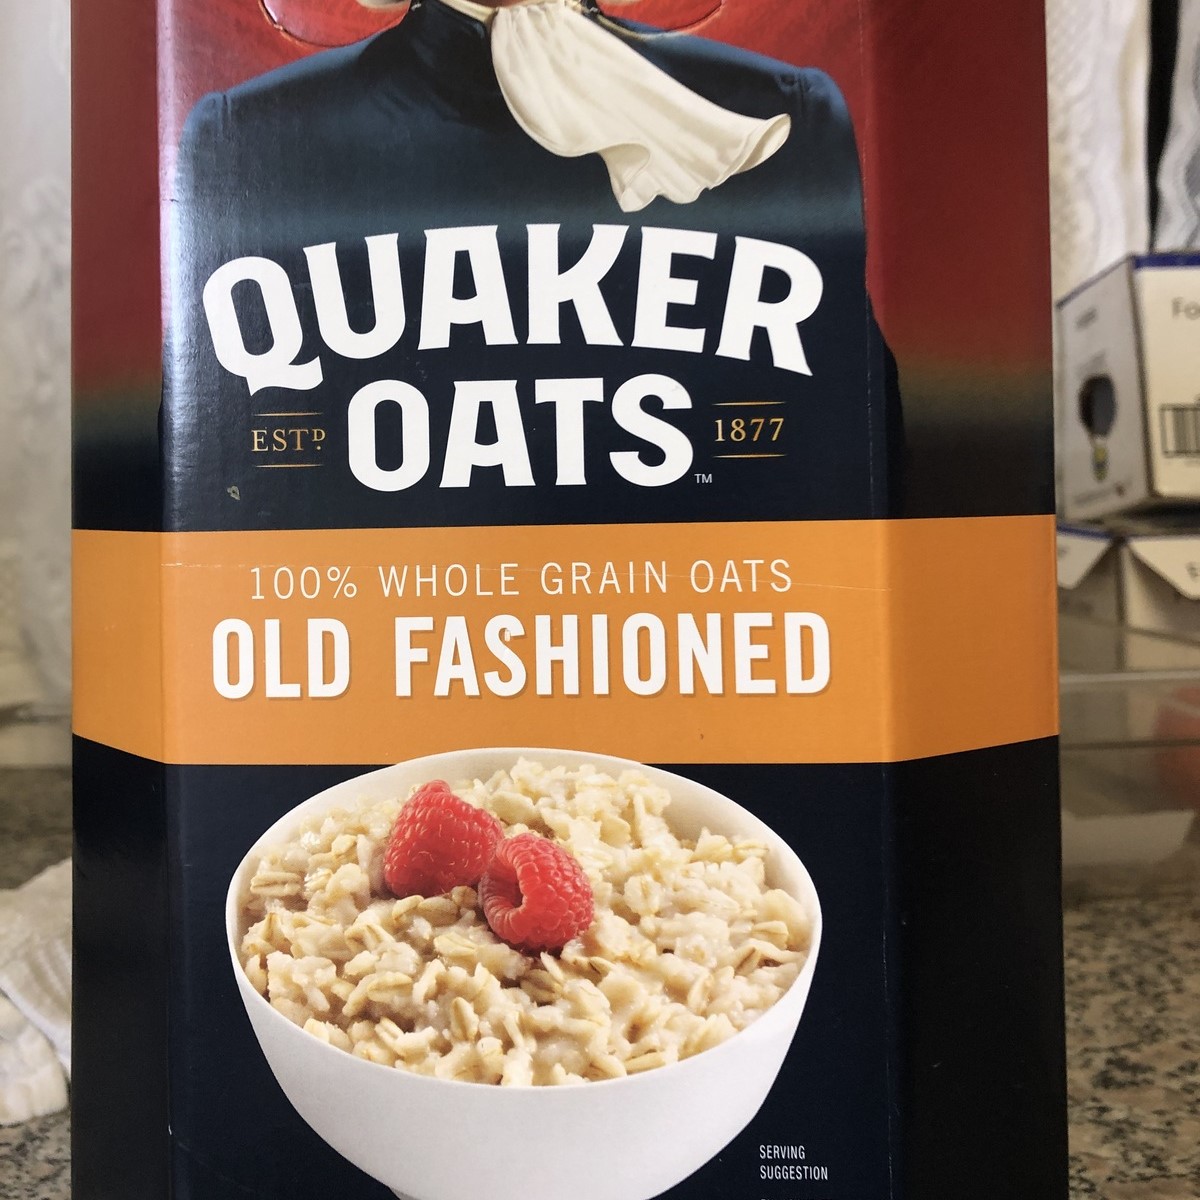 QUAKER
OATS
ESTD
1877
TM
100% WHOLE GRAIN OATS
OLD FASHIONED
SERVING
SUGGESTION